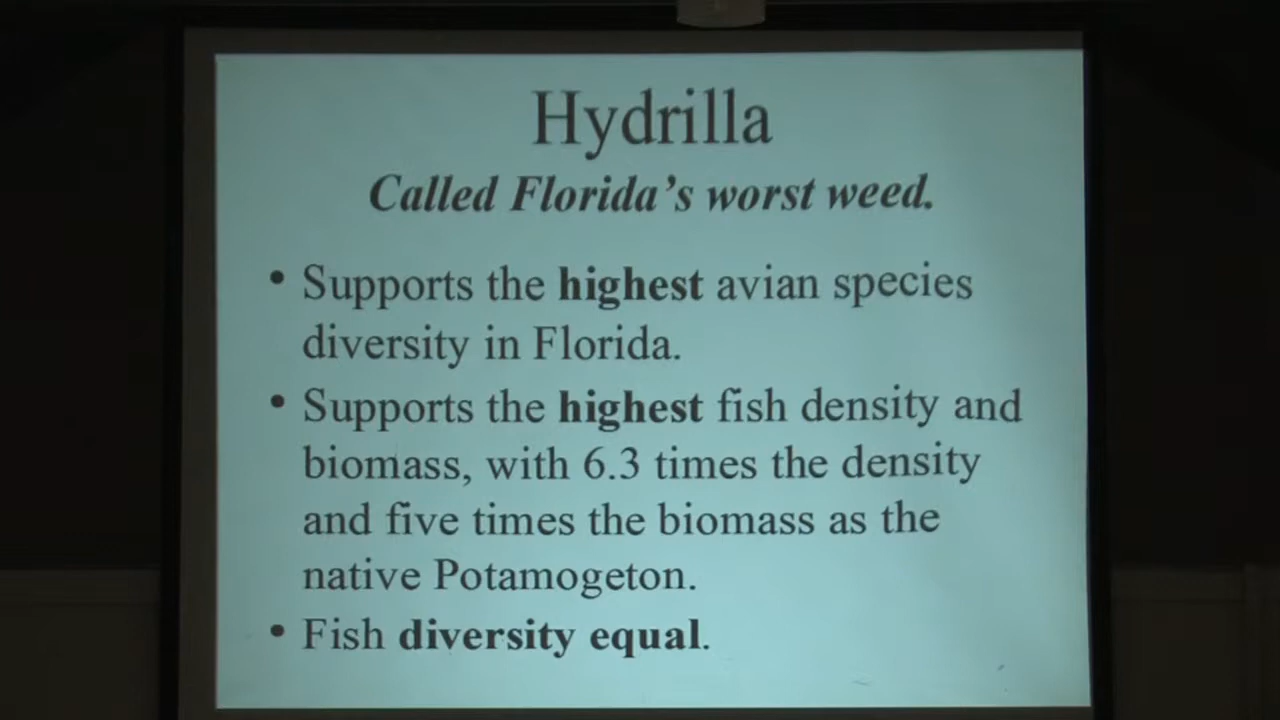 Hydrilla
Called Florida's worst weed.
• Supports the highest avian species
diversity in Florida.
• Supports the highest fish density and
biomass, with 6.3 times the density
and five times the biomass as the
native Potamogeton.
• Fish diversity equal.